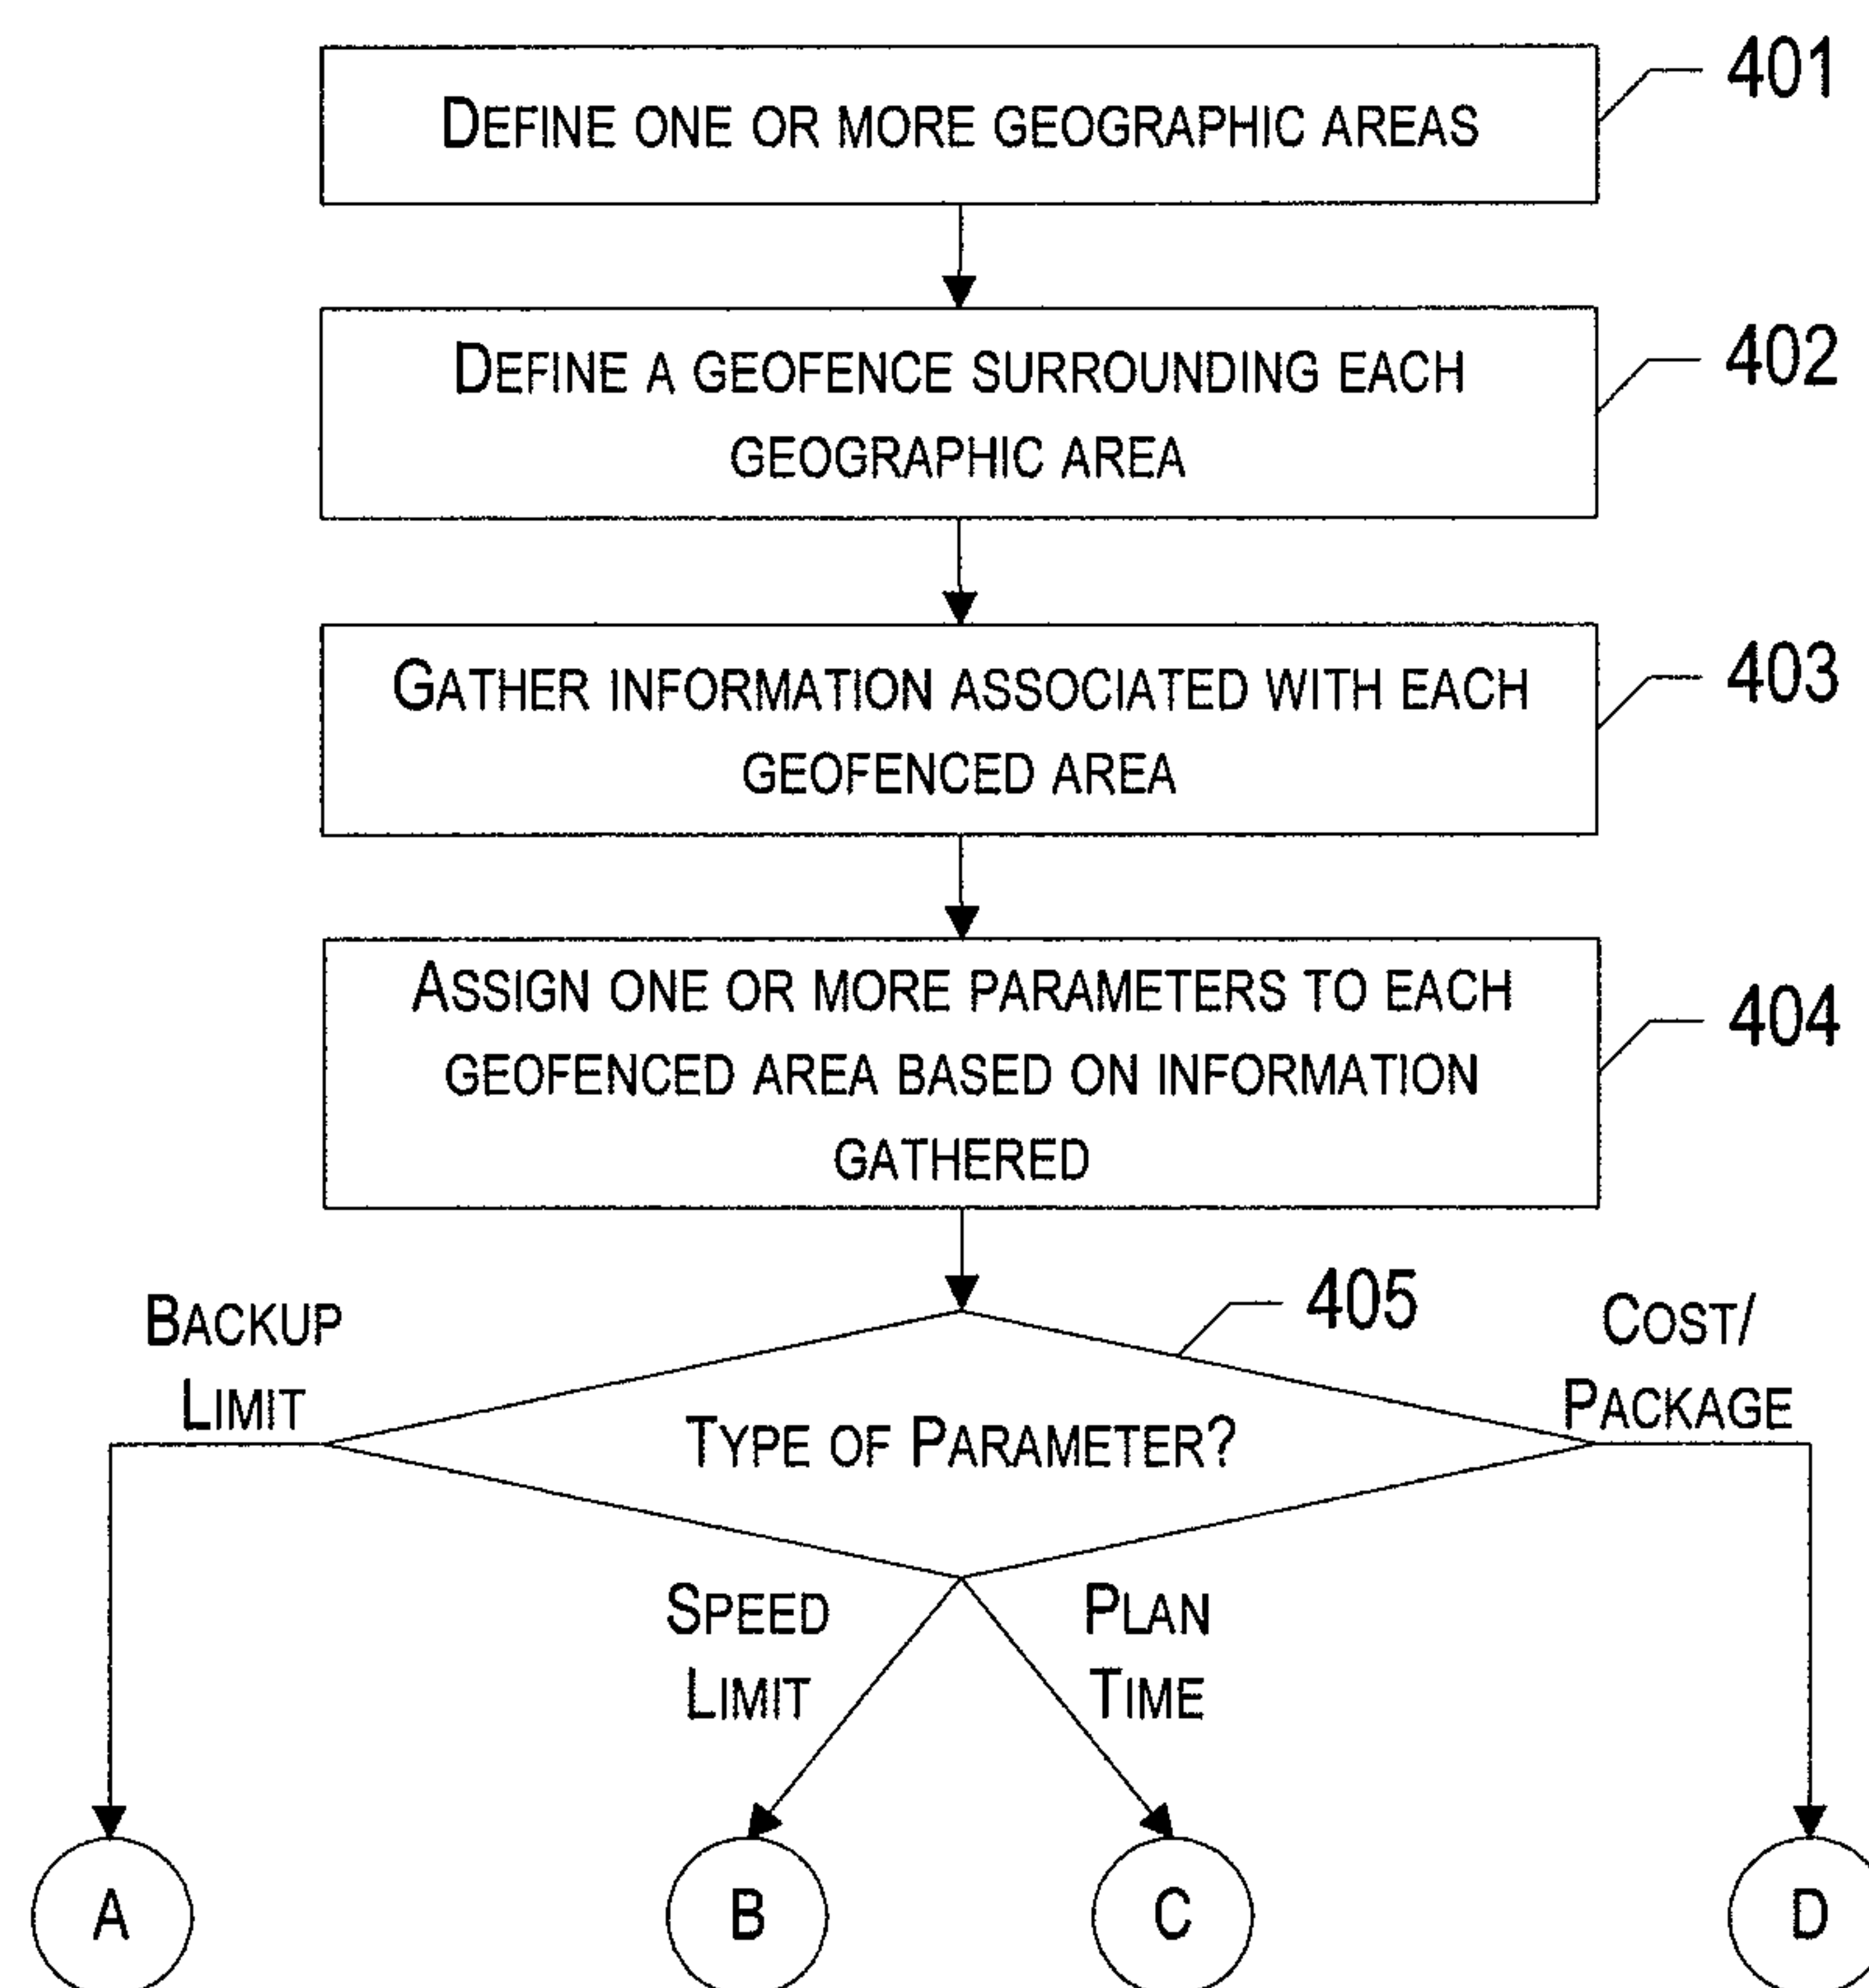 DEFINE ONE OR MORE GEOGRAPHIC AREAS
401
DEFINE A GEOFENCE SURROUNDING EACH
GEOGRAPHIC AREA
402
GATHER INFORMATION ASSOCIATED WITH EACH
GEOFENCED AREA
403
ASSIGN ONE OR MORE PARAMETERS TO EACH
GEOFENCED AREA BASED ON INFORMATION
GATHERED
404
405
TYPE OF PARAMETER?
BACKUP
LIMIT
SPEED
LIMIT
PLAN
TIME
COST/
PACKAGE
A
B
C
D